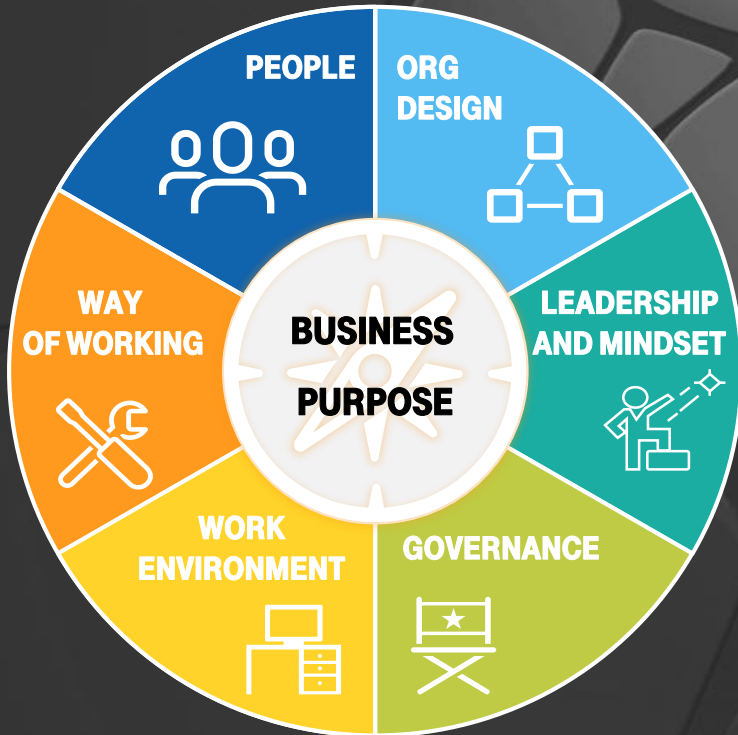 PEOPLE
ORG
DESIGN
LEADERSHIP
AND MINDSET
GOVERNANCE
WORK
ENVIRONMENT
WAY
OF WORKING
BUSINESS
PURPOSE